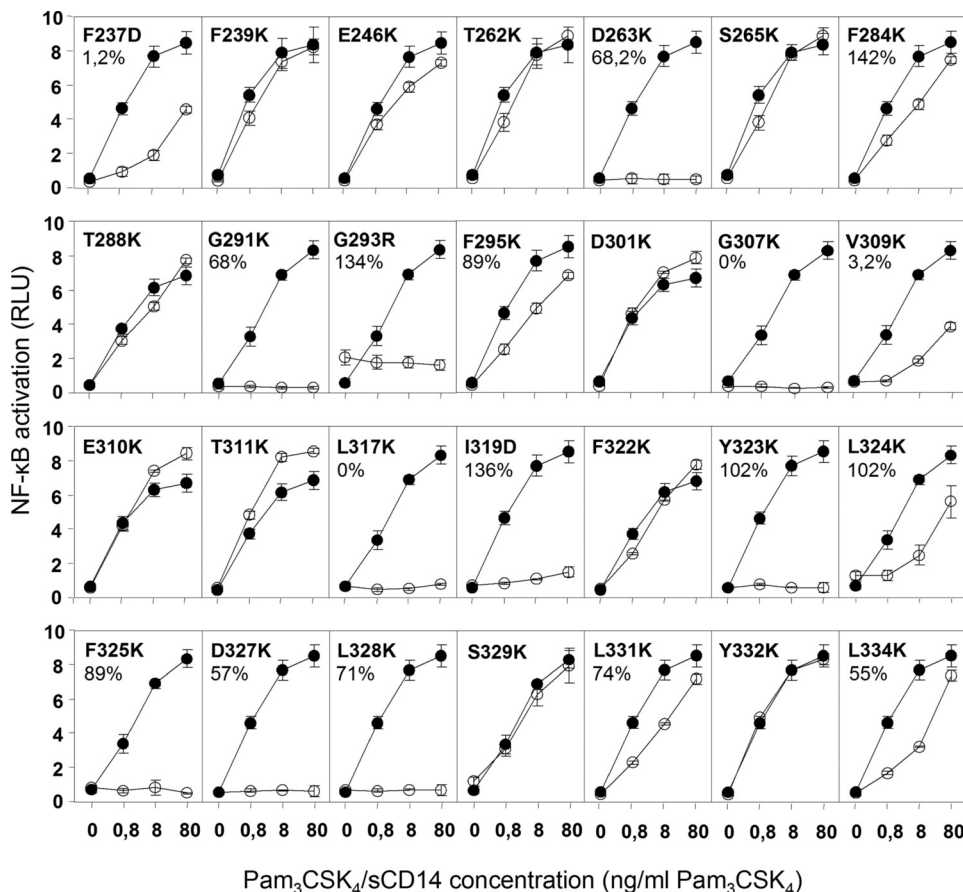 F237D
1,2%
F239K
E246K
T262K
D263K
68,2%
S265K
F284K
142%
10
8
6
4
2
0
T288K
G291K
68%
G293R
134%
F295K
89%
D301K
G307K
0%
V309K
3,2%
10
8
6
4
2
0
E310K
T311K
L317K
0%
I319D
136%
F322K
Y323K
102%
L324K
102%
10
8
6
4
2
0
F325K
89%
D327K
57%
L328K
71%
S329K
L331K
74%
Y332K
L334K
55%
10
8
6
4
2
0
NF-κB activation (RLU)
0 0,8 8 80 0 0,8 8 80 0 0,8 8 80 0 0,8 8 80 0 0,8 8 80 0 0,8 8 80 0 0,8 8 80
Pam₃CSK₄/sCD14 concentration (ng/ml Pam₃CSK₄)